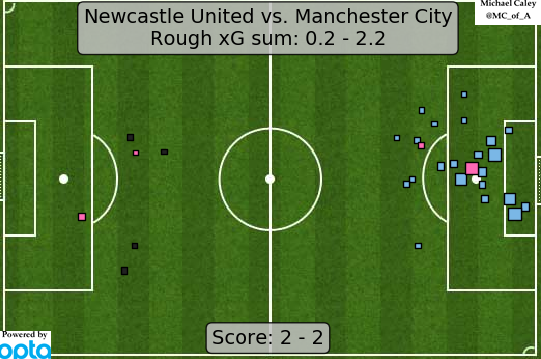 Newcastle United vs. Manchester City
Rough xG sum: 0.2 - 2.2
Michael Caley
@MC_of_A
Score: 2 - 2
Powered by
opta